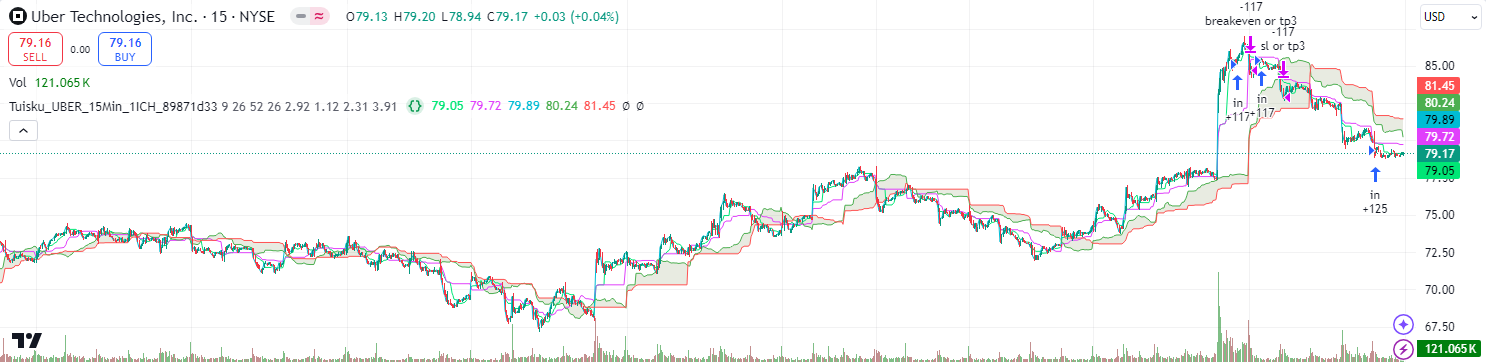 Uber Technologies, Inc. · 15 · NYSE O79.13 H79.20 L78.94 C79.17 +0.03 (+0.04%)
USD
79.16 SELL
0.00
79.16 BUY
Vol 121.065 K
Tuisku_UBER_15Min_1ICH_89871d33 9 26 52 26 2.92 1.12 2.31 3.91 79.05 79.72 79.89 80.24 81.45 Ø Ø
-117
breakeven or tp3
-117
sl or tp3
in
+117
in
+117
in
+125
85.00
81.45
80.24
79.89
79.72
79.17
79.05
77.50
75.00
72.50
70.00
67.50
121.065 K